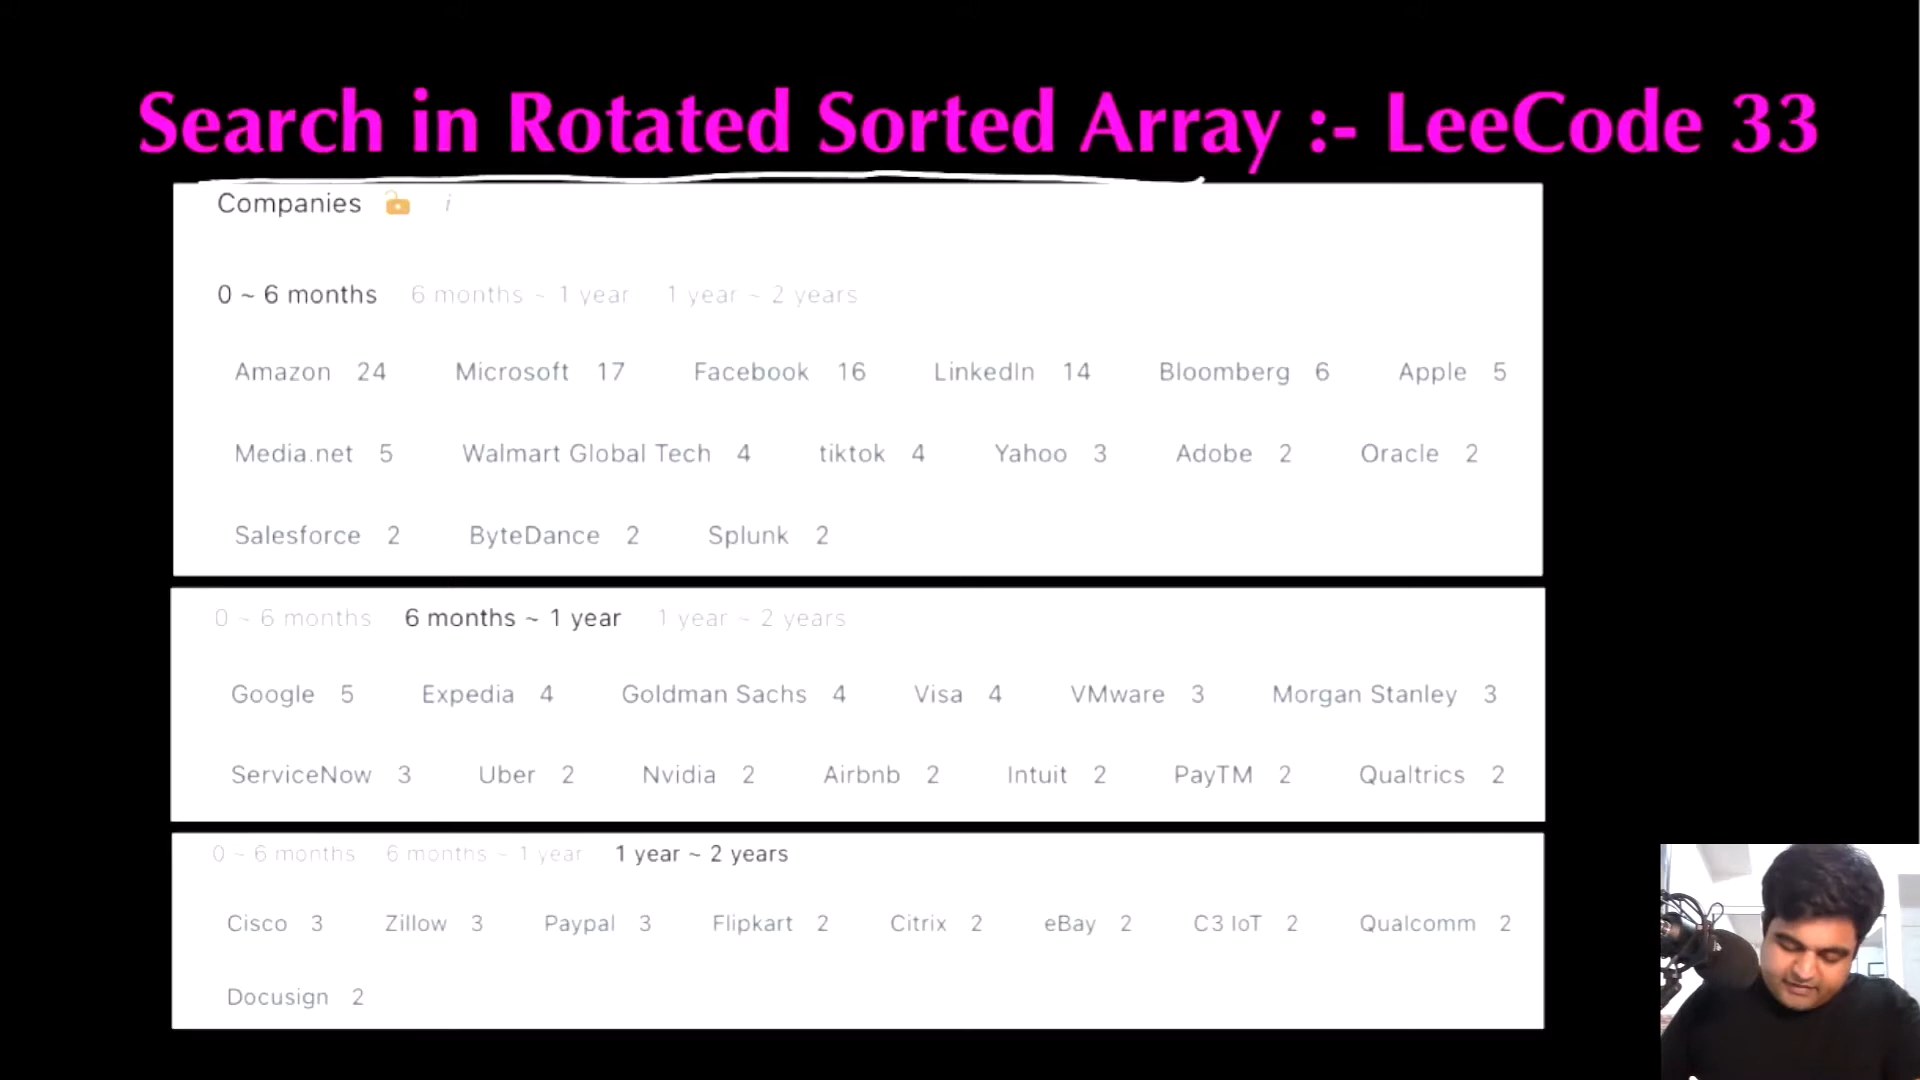 Search in Rotated Sorted Array :- LeeCode 33
Companies i
0 ~ 6 months 6 months ~ 1 year 1 year ~ 2 years
Amazon 24 Microsoft 17 Facebook 16 LinkedIn 14 Bloomberg 6 Apple 5
Media.net 5 Walmart Global Tech 4 tiktok 4 Yahoo 3 Adobe 2 Oracle 2
Salesforce 2 ByteDance 2 Splunk 2
0 ~ 6 months 6 months ~ 1 year 1 year ~ 2 years
Google 5 Expedia 4 Goldman Sachs 4 Visa 4 VMware 3 Morgan Stanley 3
ServiceNow 3 Uber 2 Nvidia 2 Airbnb 2 Intuit 2 PayTM 2 Qualtrics 2
0 ~ 6 months 6 months ~ 1 year 1 year ~ 2 years
Cisco 3 Zillow 3 Paypal 3 Flipkart 2 Citrix 2 eBay 2 C3 IoT 2 Qualcomm 2
Docusign 2